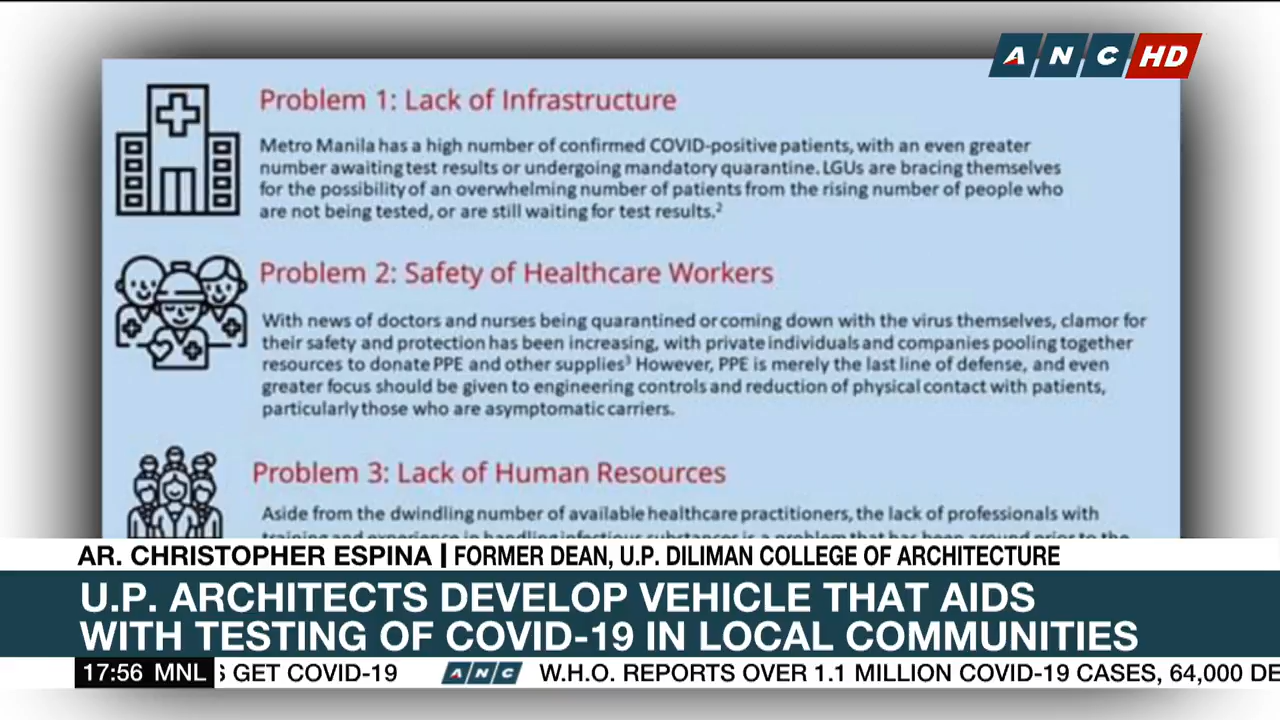 ANC HD
Problem 1: Lack of Infrastructure
Metro Manila has a high number of confirmed COVID-positive patients, with an even greater
number awaiting test results or undergoing mandatory quarantine. LGUs are bracing themselves
for the possibility of an overwhelming number of patients from the rising number of people who
are not being tested, or are still waiting for test results.²
Problem 2: Safety of Healthcare Workers
With news of doctors and nurses being quarantined or coming down with the virus themselves, clamor for
their safety and protection has been increasing, with private individuals and companies pooling together
resources to donate PPE and other supplies³ However, PPE is merely the last line of defense, and even
greater focus should be given to engineering controls and reduction of physical contact with patients,
particularly those who are asymptomatic carriers.
Problem 3: Lack of Human Resources
Aside from the dwindling number of available healthcare practitioners, the lack of professionals with
AR. CHRISTOPHER ESPINA | FORMER DEAN, U.P. DILIMAN COLLEGE OF ARCHITECTURE
U.P. ARCHITECTS DEVELOP VEHICLE THAT AIDS
WITH TESTING OF COVID-19 IN LOCAL COMMUNITIES
17:56 MNL GET COVID-19 ANC W.H.O. REPORTS OVER 1.1 MILLION COVID-19 CASES, 64,000 DE